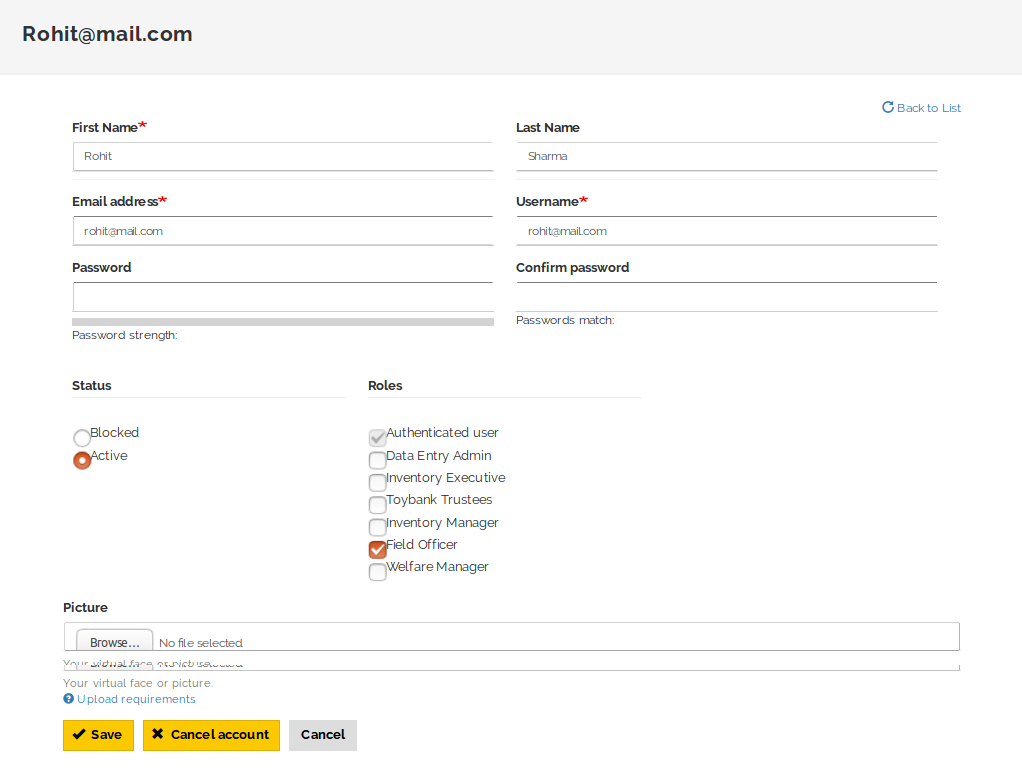 Rohit@mail.com
Back to List
First Name*
Last Name
Rohit
Sharma
Email address*
Username*
rohit@mail.com
rohit@mail.com
Password
Confirm password
Passwords match:
Password strength:
Status
Roles
Blocked
Active
Authenticated user
Data Entry Admin
Inventory Executive
Toybank Trustees
Inventory Manager
Field Officer
Welfare Manager
Picture
Browse... No file selected.
Your virtual face or picture.
Your virtual face or picture.
Upload requirements
Save
Cancel account
Cancel